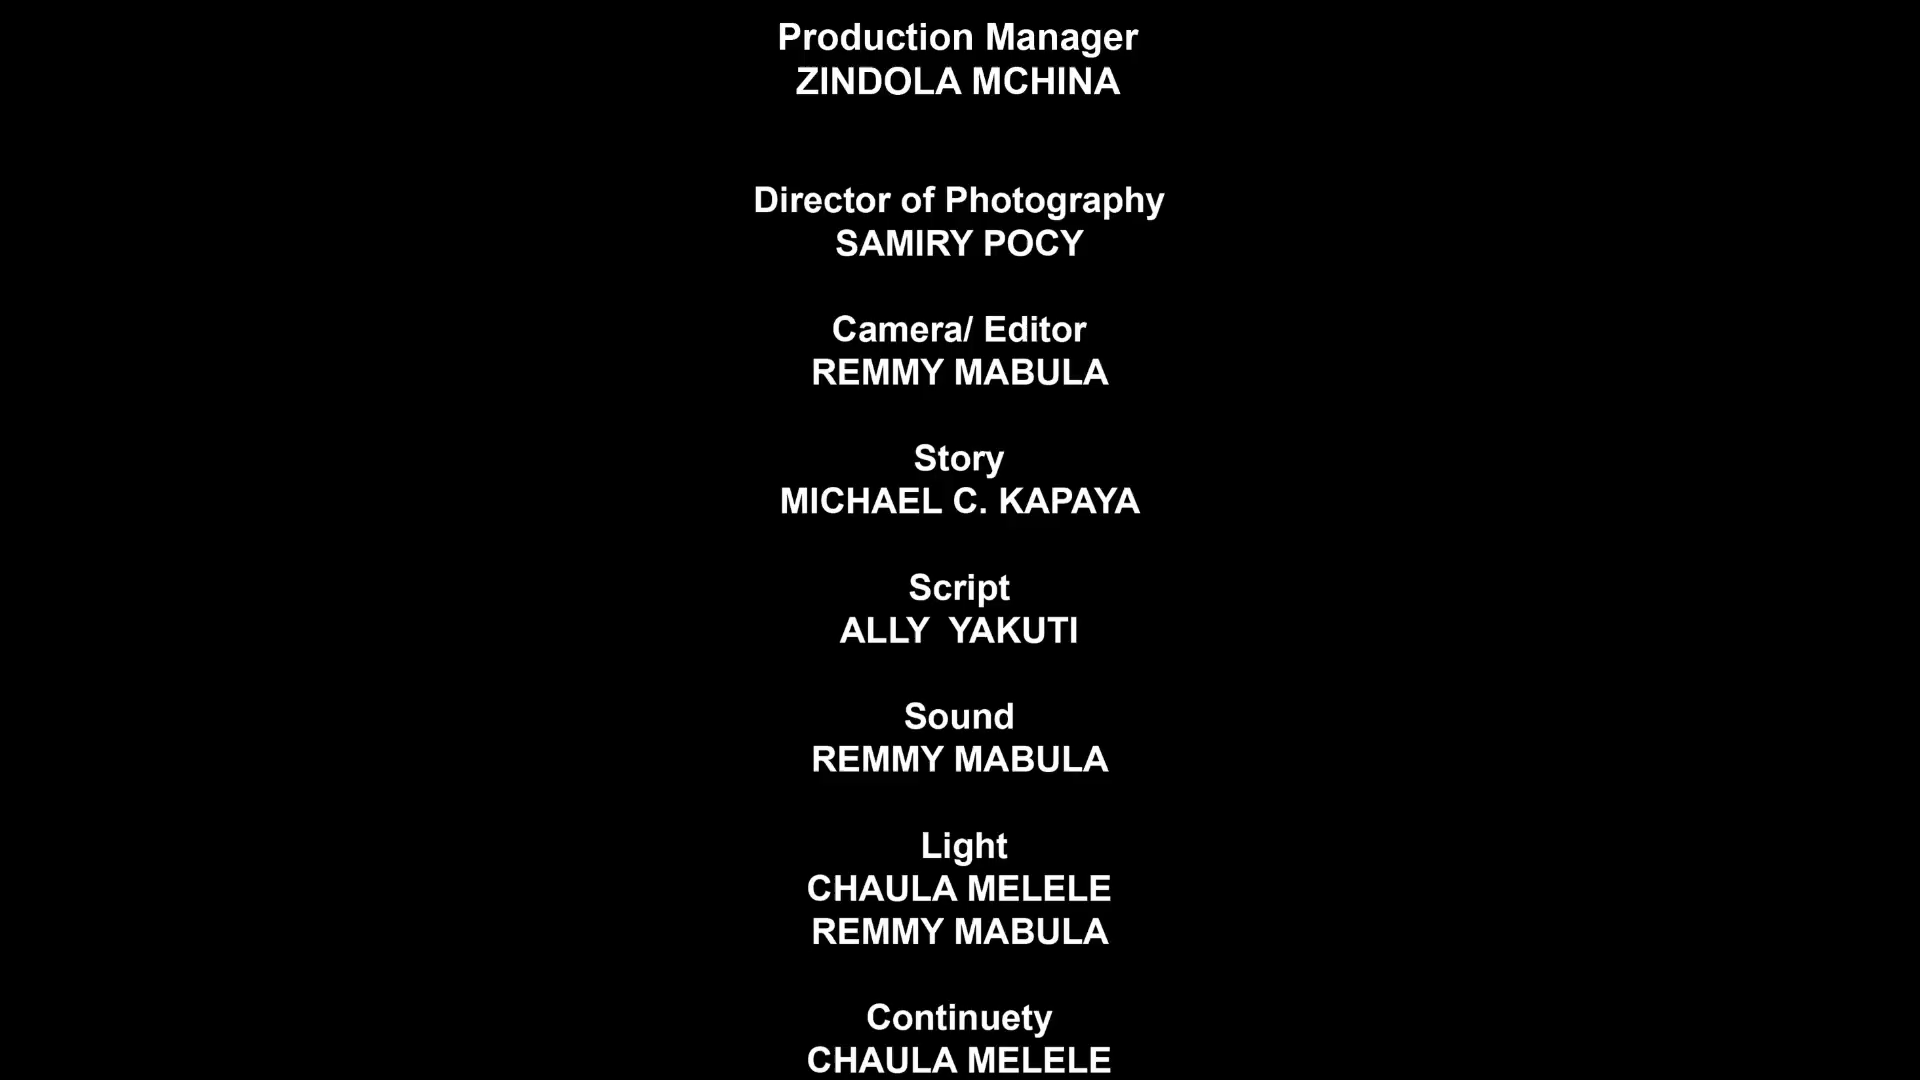 Production Manager
ZINDOLA MCHINA
Director of Photography
SAMIRY POCY
Camera/ Editor
REMMY MABULA
Story
MICHAEL C. KAPAYA
Script
ALLY  YAKUTI
Sound
REMMY MABULA
Light
CHAULA MELELE
REMMY MABULA
Continuety
CHAULA MELELE